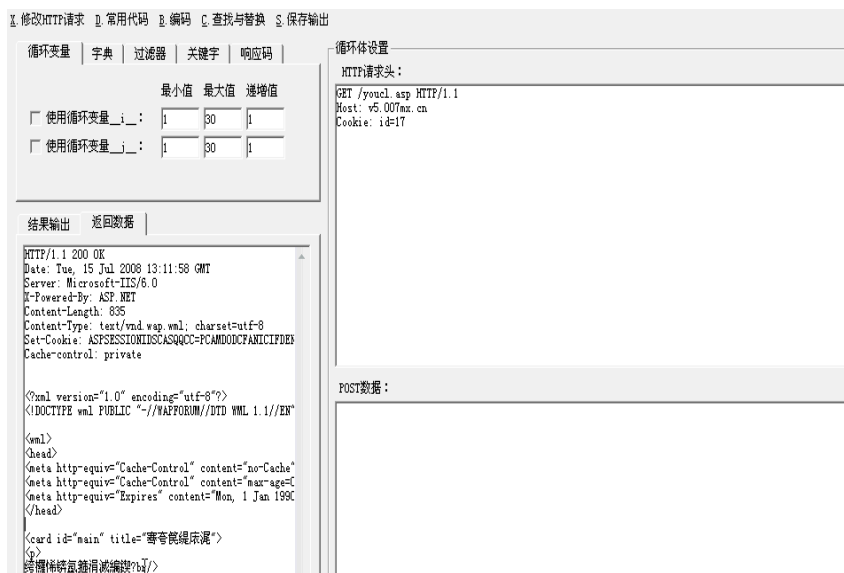 X.修改HTTP请求 D.常用代码 B.编码 C.查找与替换 S.保存输出
循环变量 字典 过滤器 关键字 响应码
最小值 最大值 递增值
使用循环变量__i__: 1 30 1
使用循环变量__j__: 1 30 1
结果输出 返回数据
HTTP/1.1 200 OK
Date: Tue, 15 Jul 2008 13:11:58 GMT
Server: Microsoft-IIS/6.0
X-Powered-By: ASP.NET
Content-Length: 835
Content-Type: text/vnd.wap.wml; charset=utf-8
Set-Cookie: ASPSESSIONIDSCASQQCC=PCAMDODCFANICIFDEK
Cache-control: private
<?xml version="1.0" encoding="utf-8"?>
<!DOCTYPE wml PUBLIC "-//WAPFORUM//DTD WML 1.1//EN"
<wml>
<head>
<meta http-equiv="Cache-Control" content="no-Cache"
<meta http-equiv="Cache-Control" content="max-age=0
<meta http-equiv="Expires" content="Mon, 1 Jan 1990
</head>
<card id="main" title="
<p>
循环体设置
HTTP请求头:
GET /youcl.asp HTTP/1.1
Host: v5.007mx.cn
Cookie: id=17
POST数据: